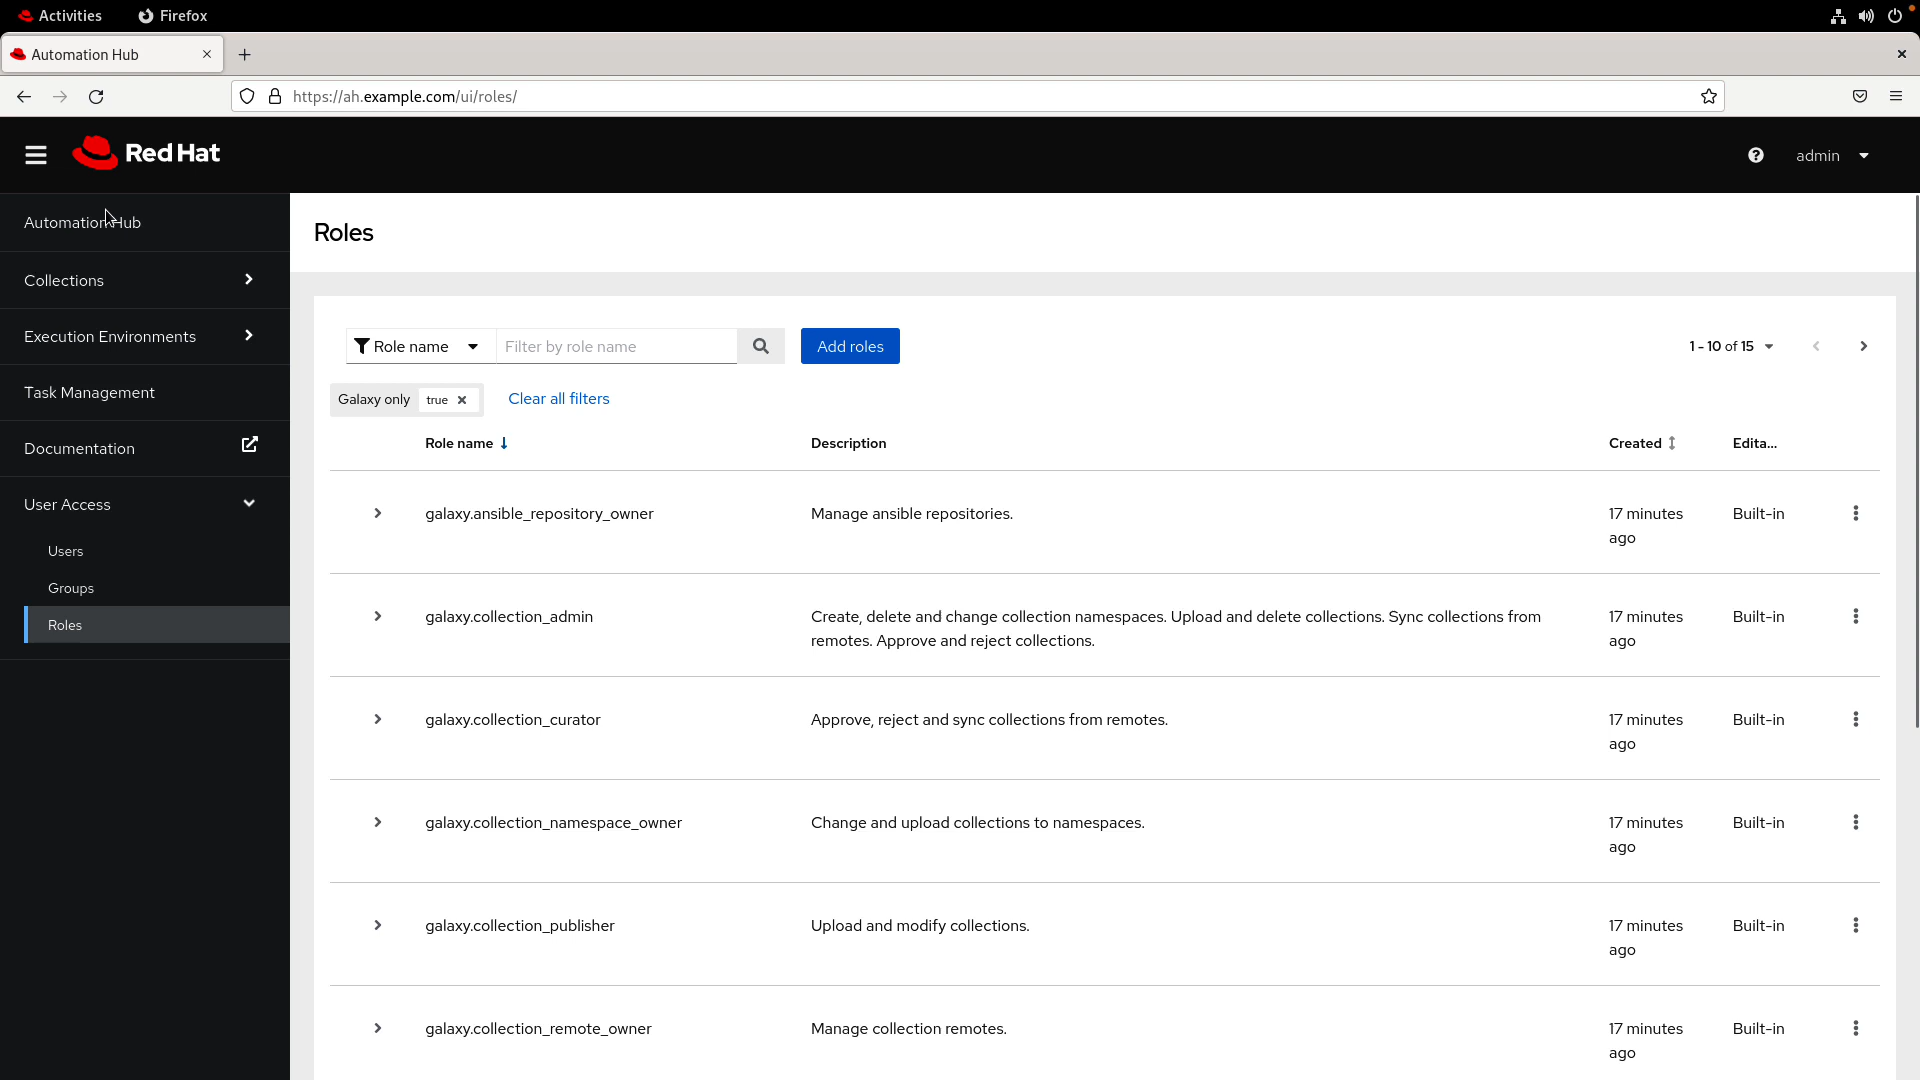 Activities
Firefox
Automation Hub
https://ah.example.com/ui/roles/
Red Hat
admin
Automation Hub
Collections
Execution Environments
Task Management
Documentation
User Access
Users
Groups
Roles
Roles
Role name
Filter by role name
Add roles
1 - 10 of 15
Galaxy only true
Clear all filters
Role name Description Created Edita...
galaxy.ansible_repository_owner Manage ansible repositories. 17 minutes Built-in
ago
galaxy.collection_admin Create, delete and change collection namespaces. Upload and delete collections. Sync collections from 17 minutes Built-in
remotes. Approve and reject collections. ago
galaxy.collection_curator Approve, reject and sync collections from remotes. 17 minutes Built-in
ago
galaxy.collection_namespace_owner Change and upload collections to namespaces. 17 minutes Built-in
ago
galaxy.collection_publisher Upload and modify collections. 17 minutes Built-in
ago
galaxy.collection_remote_owner Manage collection remotes. 17 minutes Built-in
ago